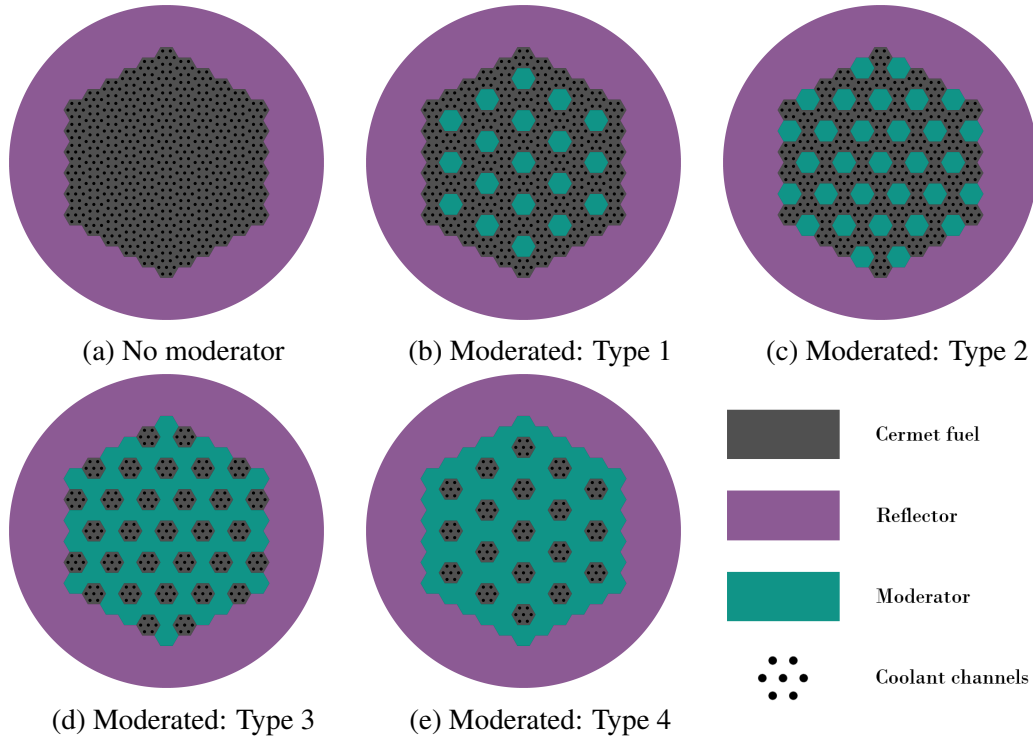 (a) No moderator
(b) Moderated: Type 1
(c) Moderated: Type 2
Cermet fuel
Reflector
Moderator
Coolant channels
(d) Moderated: Type 3
(e) Moderated: Type 4